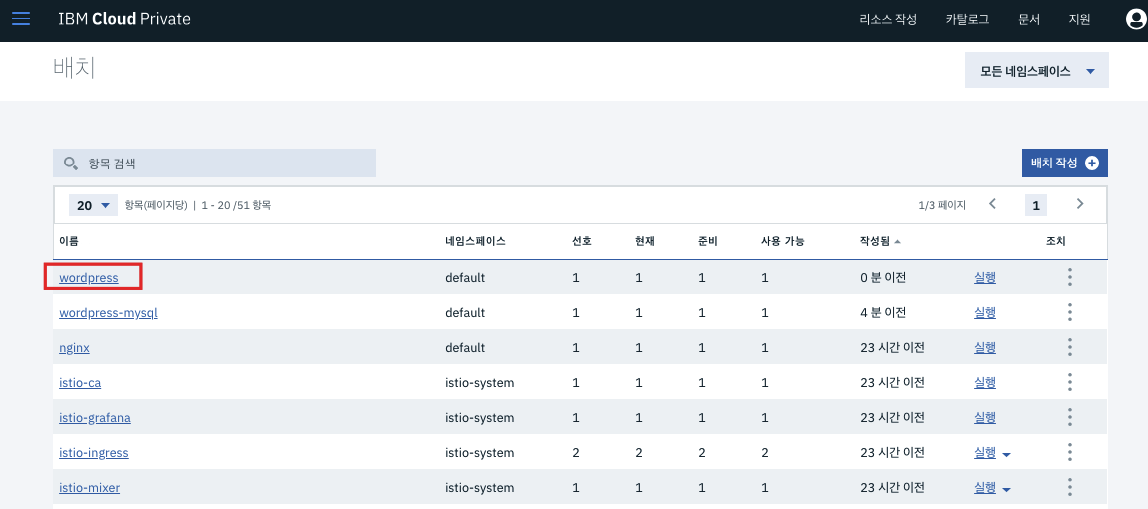 IBM Cloud Private 리소스 작성 카탈로그 문서 지원
배치
모든 네임스페이스
항목 검색
배치 작성
20 항목(페이지당) | 1 - 20 /51 항목 1/3 페이지 1
이름 네임스페이스 선호 현재 준비 사용 가능 작성됨 조치
wordpress default 1 1 1 1 0 분 이전 실행
wordpress-mysql default 1 1 1 1 4 분 이전 실행
nginx default 1 1 1 1 23 시간 이전 실행
istio-ca istio-system 1 1 1 1 23 시간 이전 실행
istio-grafana istio-system 1 1 1 1 23 시간 이전 실행
istio-ingress istio-system 2 2 2 2 23 시간 이전 실행
istio-mixer istio-system 1 1 1 1 23 시간 이전 실행